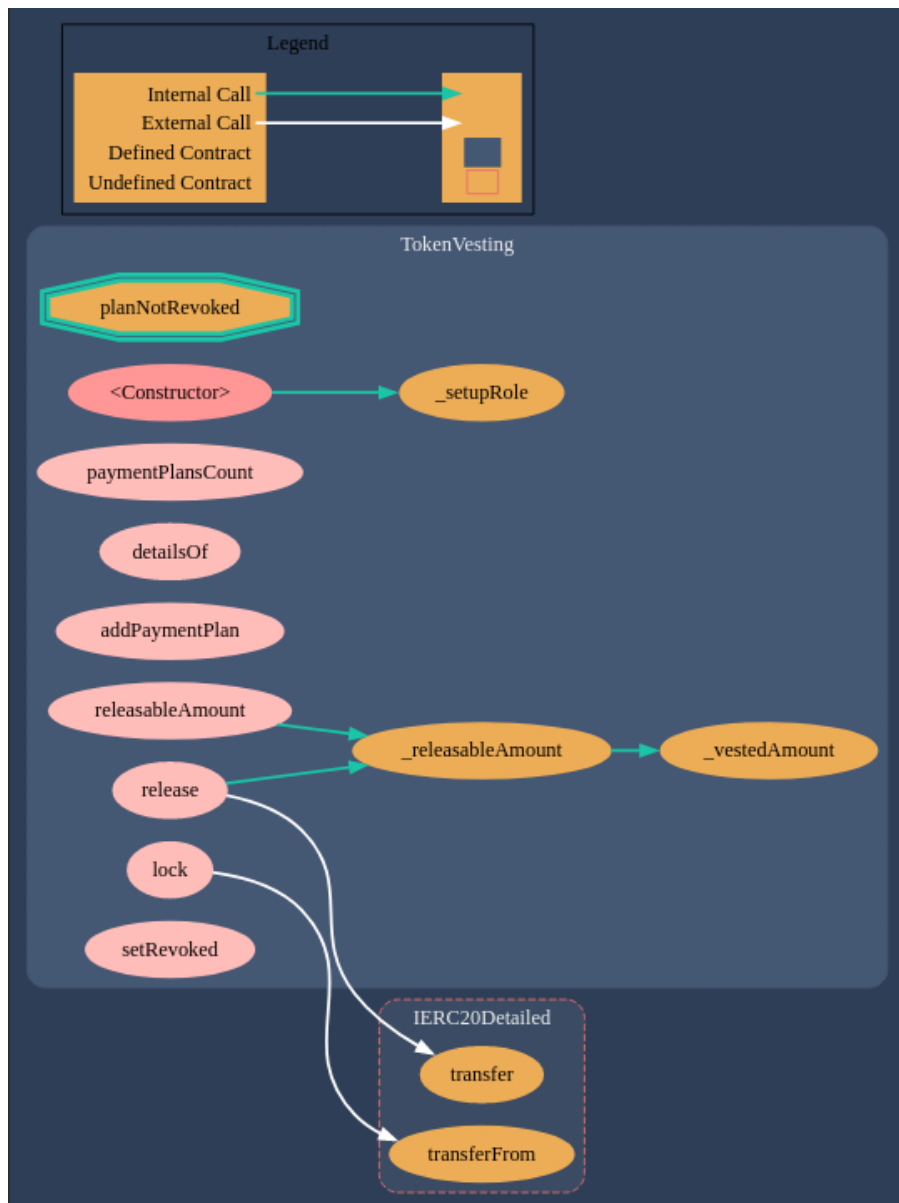 Legend
Internal Call
External Call
Defined Contract
Undefined Contract
TokenVesting
planNotRevoked
<Constructor>
_setupRole
paymentPlansCount
detailsOf
addPaymentPlan
releasableAmount
_releasableAmount
_vestedAmount
release
lock
setRevoked
IERC20Detailed
transfer
transferFrom